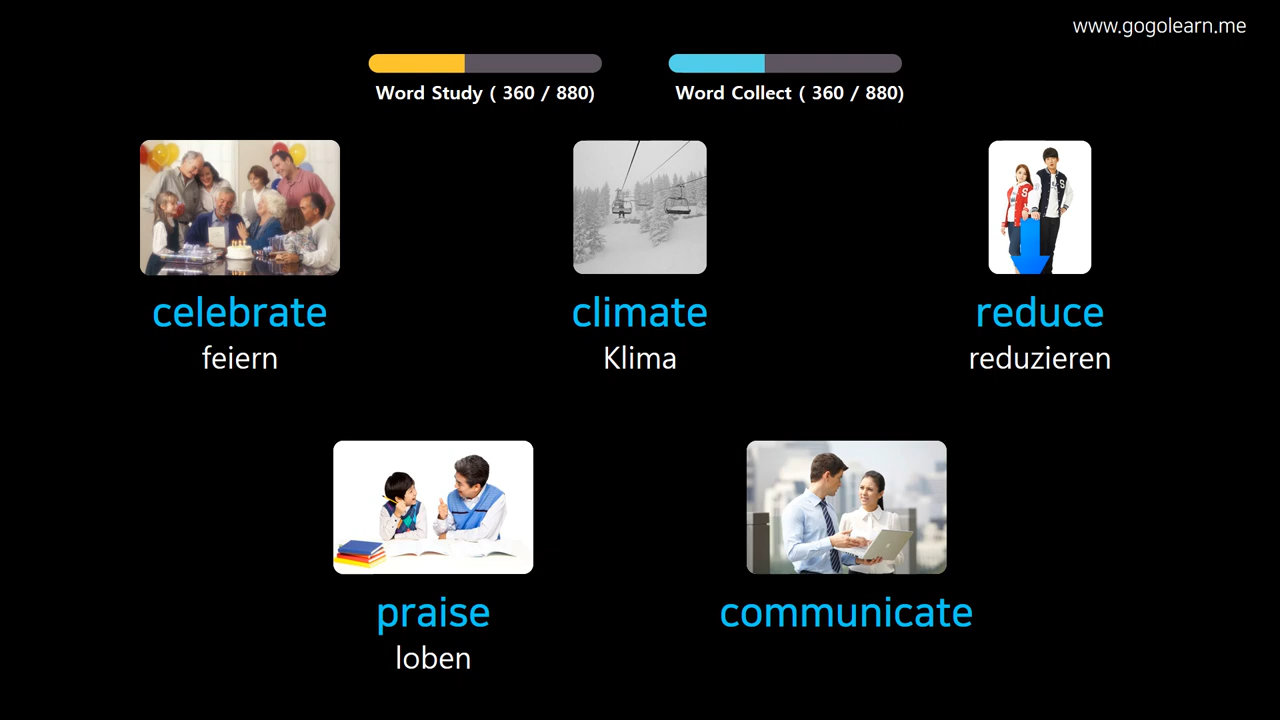 www.gogolearn.me
Word Study ( 360 / 880)
Word Collect ( 360 / 880)
celebrate
feiern
climate
Klima
reduce
reduzieren
praise
loben
communicate